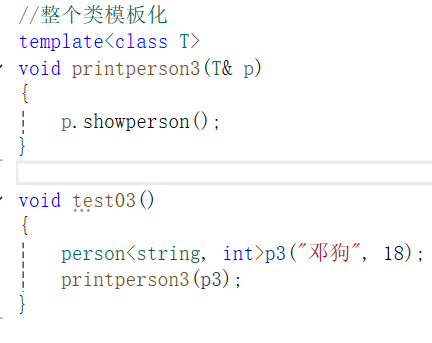 //整个类模板化
template<class T>
void printperson3(T& p)
{
    p.showperson();
}
void test03()
{
    person<string, int>p3("邓狗", 18);
    printperson3(p3);
}